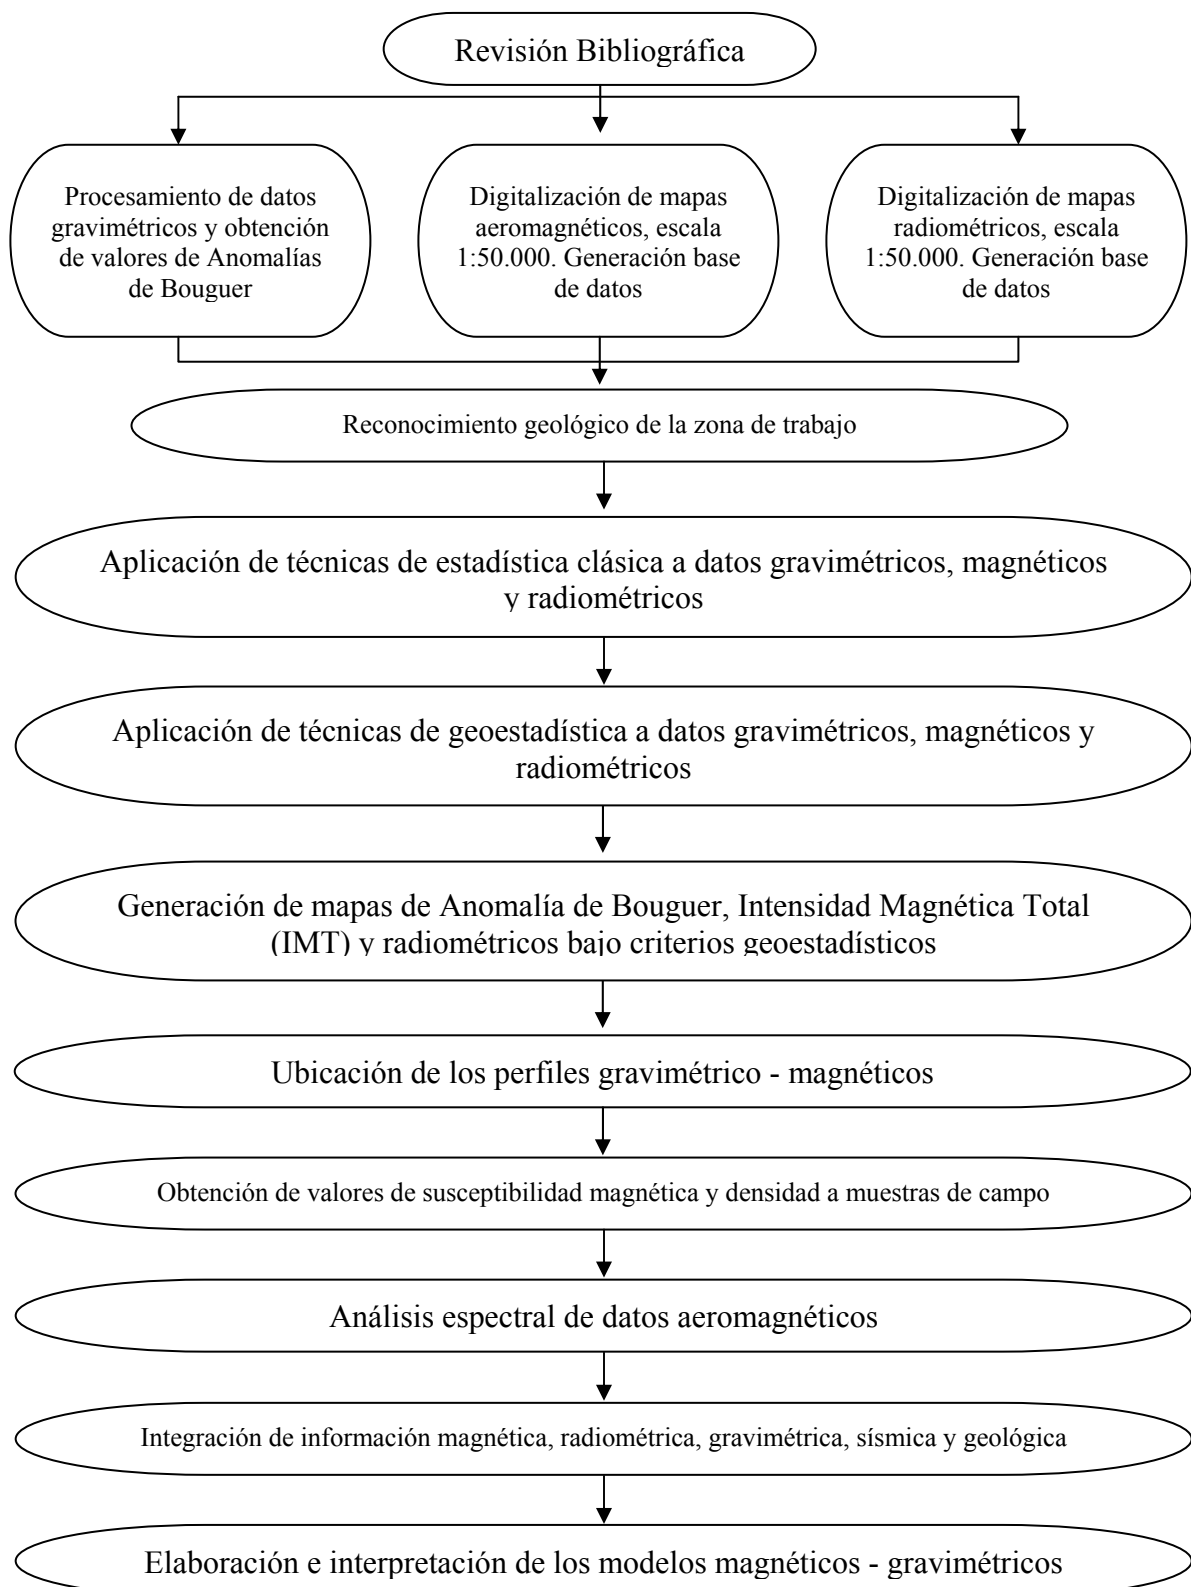 Revisión Bibliográfica
Procesamiento de datos
gravimétricos y obtención
de valores de Anomalías
de Bouguer
Digitalización de mapas
aeromagnéticos, escala
1:50.000. Generación base
de datos
Digitalización de mapas
radiométricos, escala
1:50.000. Generación base
de datos
Reconocimiento geológico de la zona de trabajo
Aplicación de técnicas de estadística clásica a datos gravimétricos, magnéticos
y radiométricos
Aplicación de técnicas de geoestadística a datos gravimétricos, magnéticos y
radiométricos
Generación de mapas de Anomalía de Bouguer, Intensidad Magnética Total
(IMT) y radiométricos bajo criterios geoestadísticos
Ubicación de los perfiles gravimétrico - magnéticos
Obtención de valores de susceptibilidad magnética y densidad a muestras de campo
Análisis espectral de datos aeromagnéticos
Integración de información magnética, radiométrica, gravimétrica, sísmica y geológica
Elaboración e interpretación de los modelos magnéticos - gravimétricos